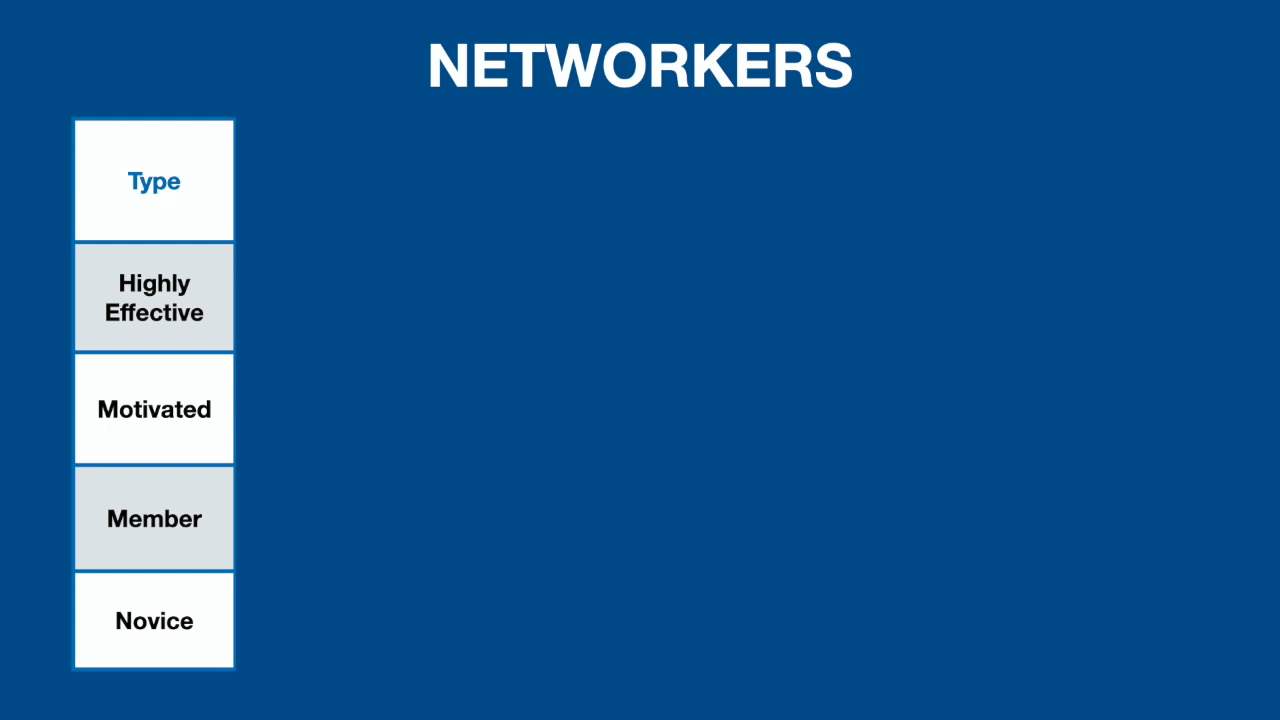 NETWORKERS
Type
Highly
Effective
Motivated
Member
Novice